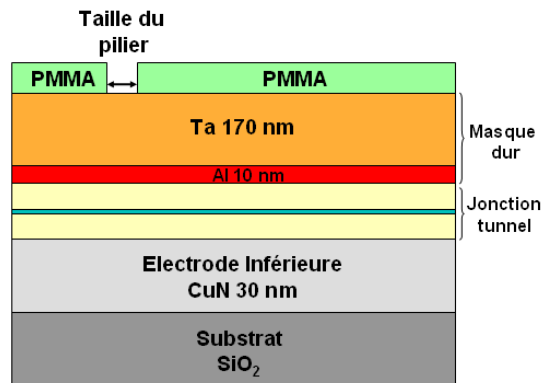 Taille du
pilier
PMMA
PMMA
Ta 170 nm
Masque
dur
Al 10 nm
Jonction
tunnel
Electrode Inférieure
CuN 30 nm
Substrat
SiO₂